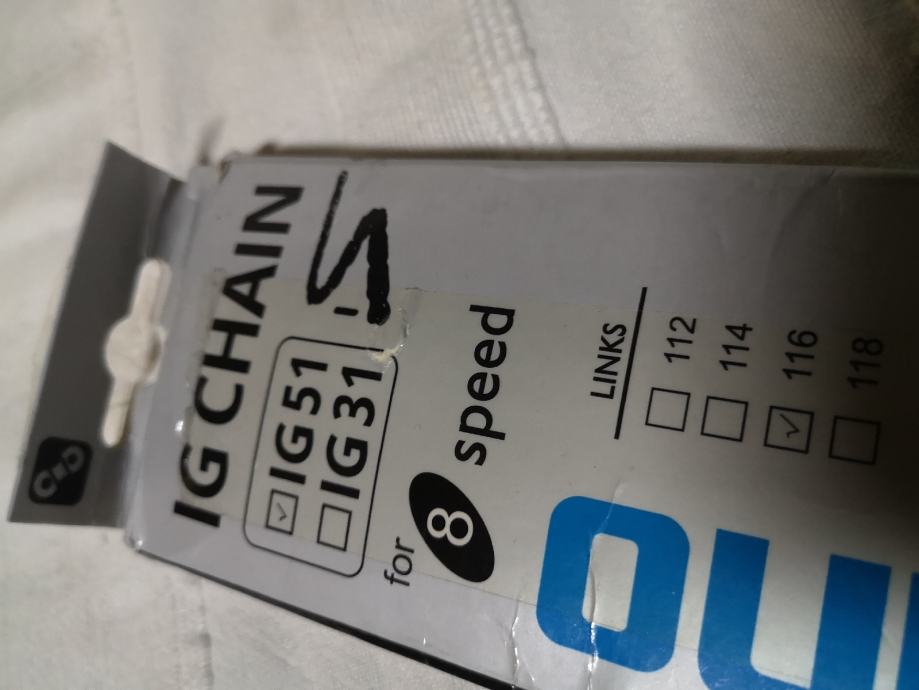 IG CHAIN
☑ IG51
☐ IG31
for 8 speed
LINKS
☐ 112
☐ 114
☑ 116
☐ 118